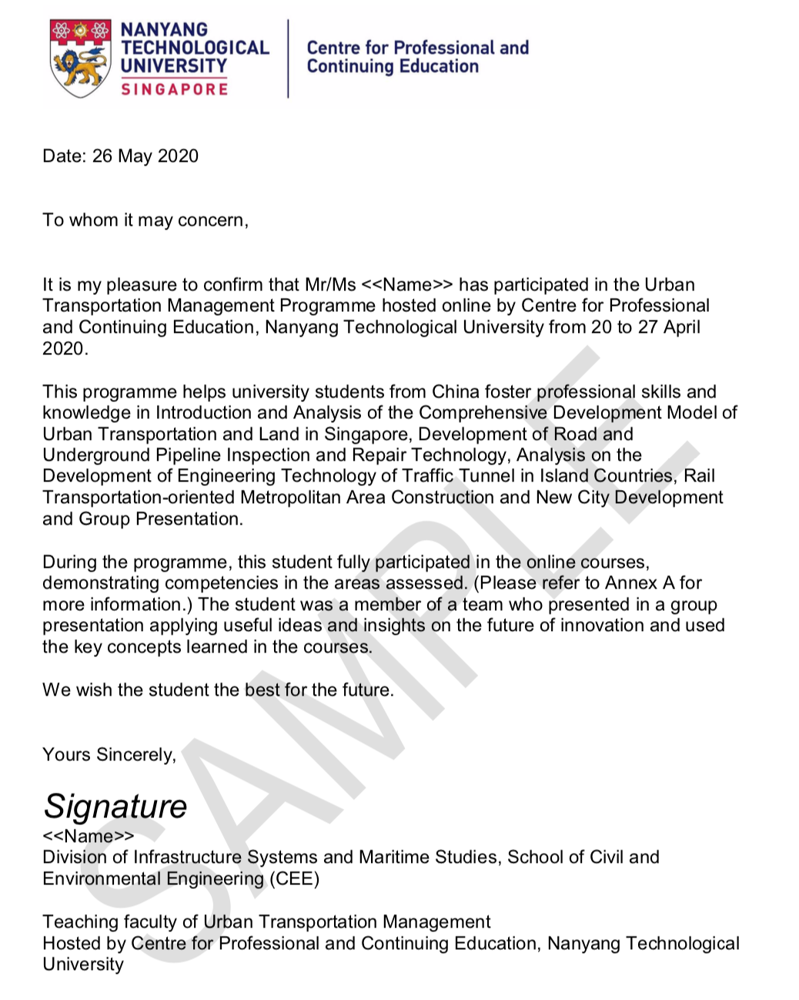 NANYANG
TECHNOLOGICAL
UNIVERSITY
SINGAPORE
Centre for Professional and
Continuing Education
Date: 26 May 2020
To whom it may concern,
It is my pleasure to confirm that Mr/Ms <<Name>> has participated in the Urban
Transportation Management Programme hosted online by Centre for Professional
and Continuing Education, Nanyang Technological University from 20 to 27 April
2020.
This programme helps university students from China foster professional skills and
knowledge in Introduction and Analysis of the Comprehensive Development Model of
Urban Transportation and Land in Singapore, Development of Road and
Underground Pipeline Inspection and Repair Technology, Analysis on the
Development of Engineering Technology of Traffic Tunnel in Island Countries, Rail
Transportation-oriented Metropolitan Area Construction and New City Development
and Group Presentation.
During the programme, this student fully participated in the online courses,
demonstrating competencies in the areas assessed. (Please refer to Annex A for
more information.) The student was a member of a team who presented in a group
presentation applying useful ideas and insights on the future of innovation and used
the key concepts learned in the courses.
We wish the student the best for the future.
Yours Sincerely,
Signature
<<Name>>
Division of Infrastructure Systems and Maritime Studies, School of Civil and
Environmental Engineering (CEE)
Teaching faculty of Urban Transportation Management
Hosted by Centre for Professional and Continuing Education, Nanyang Technological
University
SAMPLE